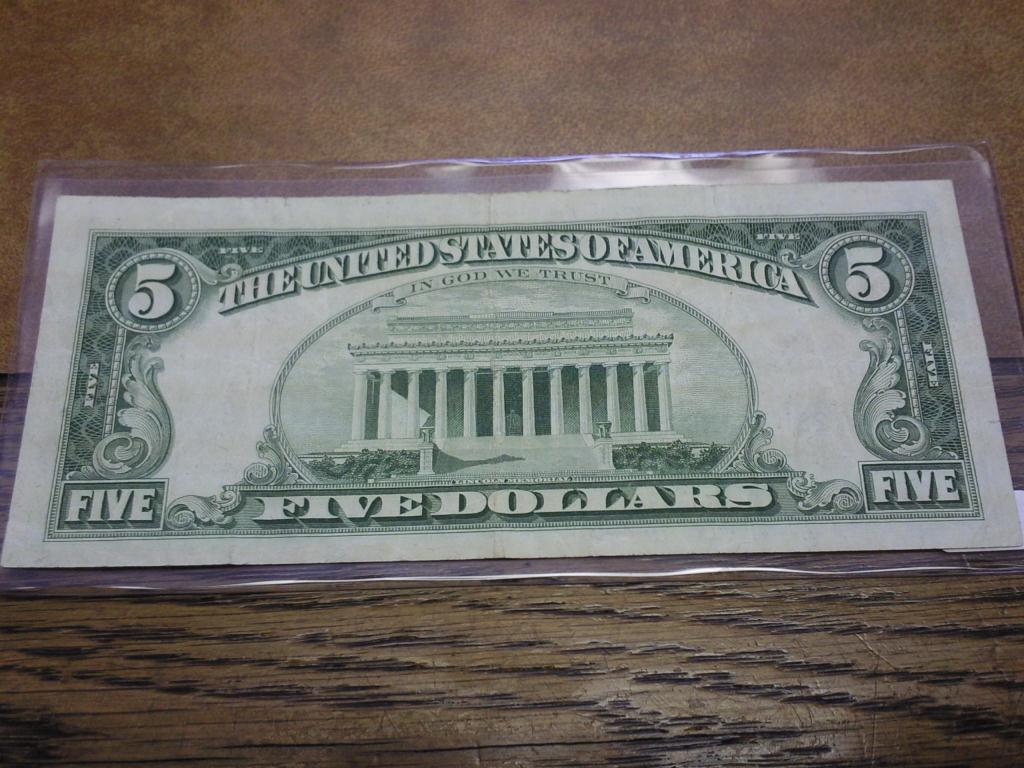 FIVE FIVE
5 THE UNITED STATES OF AMERICA 5
IN GOD WE TRUST
FIVE FIVE
LINCOLN MEMORIAL
FIVE FIVE DOLLARS FIVE